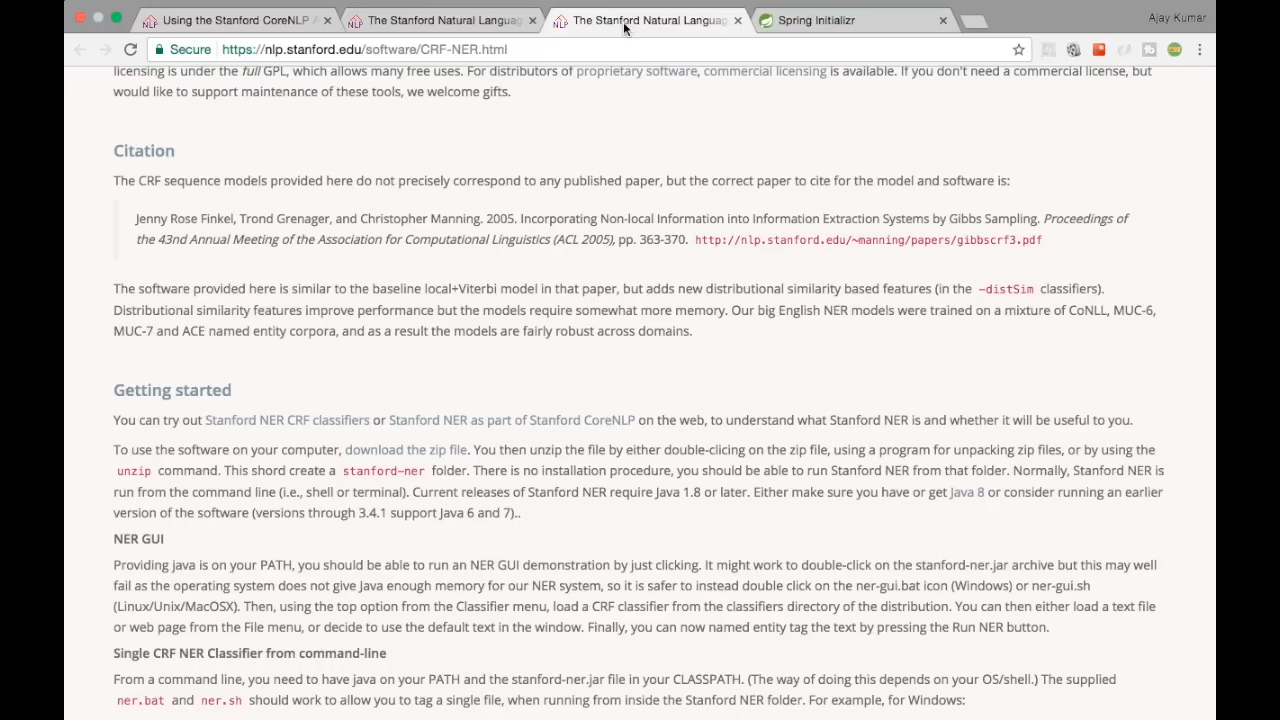 Using the Stanford CoreNLP A
The Stanford Natural Languag
The Stanford Natural Languag
Spring Initializr
Ajay Kumar
Secure https://nlp.stanford.edu/software/CRF-NER.html
licensing is under the full GPL, which allows many free uses. For distributors of proprietary software, commercial licensing is available. If you don't need a commercial license, but
would like to support maintenance of these tools, we welcome gifts.
Citation
The CRF sequence models provided here do not precisely correspond to any published paper, but the correct paper to cite for the model and software is:
Jenny Rose Finkel, Trond Grenager, and Christopher Manning. 2005. Incorporating Non-local Information into Information Extraction Systems by Gibbs Sampling. Proceedings of
the 43nd Annual Meeting of the Association for Computational Linguistics (ACL 2005), pp. 363-370. http://nlp.stanford.edu/~manning/papers/gibbscrf3.pdf
The software provided here is similar to the baseline local+Viterbi model in that paper, but adds new distributional similarity based features (in the -distSim classifiers).
Distributional similarity features improve performance but the models require somewhat more memory. Our big English NER models were trained on a mixture of CoNLL, MUC-6,
MUC-7 and ACE named entity corpora, and as a result the models are fairly robust across domains.
Getting started
You can try out Stanford NER CRF classifiers or Stanford NER as part of Stanford CoreNLP on the web, to understand what Stanford NER is and whether it will be useful to you.
To use the software on your computer, download the zip file. You then unzip the file by either double-clicing on the zip file, using a program for unpacking zip files, or by using the
unzip command. This shord create a stanford-ner folder. There is no installation procedure, you should be able to run Stanford NER from that folder. Normally, Stanford NER is
run from the command line (i.e., shell or terminal). Current releases of Stanford NER require Java 1.8 or later. Either make sure you have or get Java 8 or consider running an earlier
version of the software (versions through 3.4.1 support Java 6 and 7)..
NER GUI
Providing java is on your PATH, you should be able to run an NER GUI demonstration by just clicking. It might work to double-click on the stanford-ner.jar archive but this may well
fail as the operating system does not give Java enough memory for our NER system, so it is safer to instead double click on the ner-gui.bat icon (Windows) or ner-gui.sh
(Linux/Unix/MacOSX). Then, using the top option from the Classifier menu, load a CRF classifier from the classifiers directory of the distribution. You can then either load a text file
or web page from the File menu, or decide to use the default text in the window. Finally, you can now named entity tag the text by pressing the Run NER button.
Single CRF NER Classifier from command-line
From a command line, you need to have java on your PATH and the stanford-ner.jar file in your CLASSPATH. (The way of doing this depends on your OS/shell.) The supplied
ner.bat and ner.sh should work to allow you to tag a single file, when running from inside the Stanford NER folder. For example, for Windows: